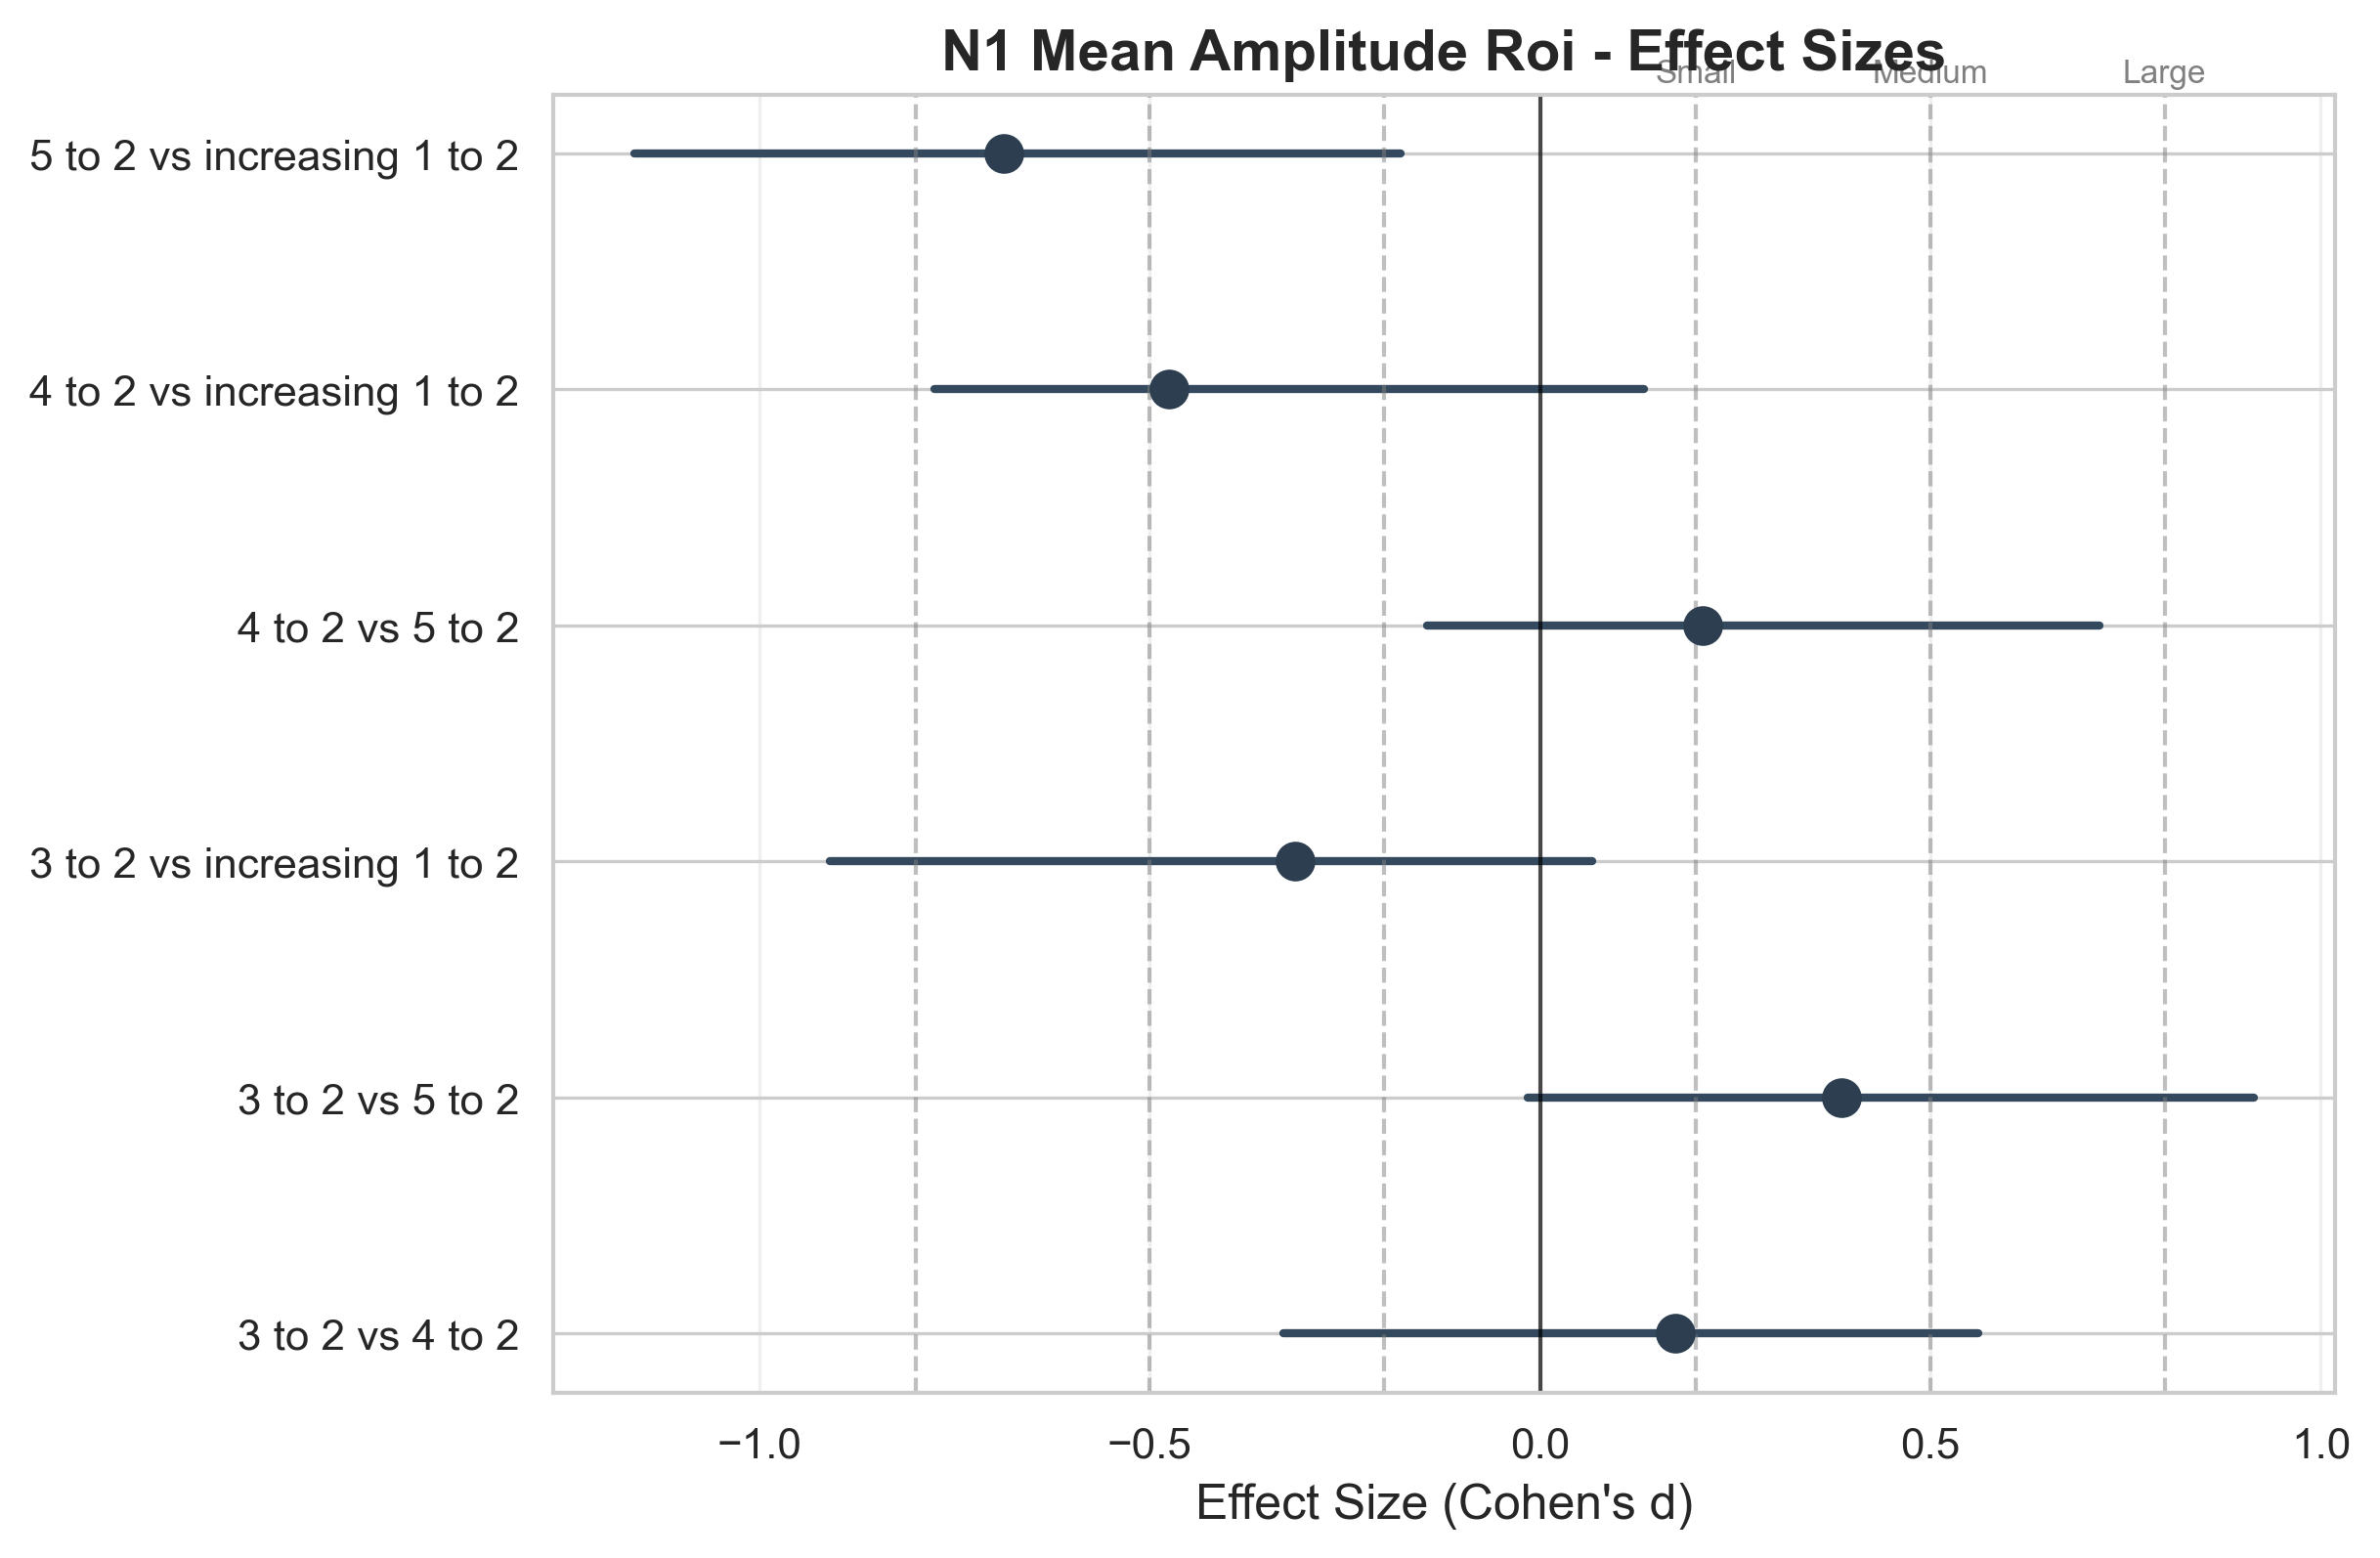 N1 Mean Amplitude Roi - Effect Sizes
Small Medium Large
5 to 2 vs increasing 1 to 2
4 to 2 vs increasing 1 to 2
4 to 2 vs 5 to 2
3 to 2 vs increasing 1 to 2
3 to 2 vs 5 to 2
3 to 2 vs 4 to 2
−1.0 −0.5 0.0 0.5 1.0
Effect Size (Cohen's d)